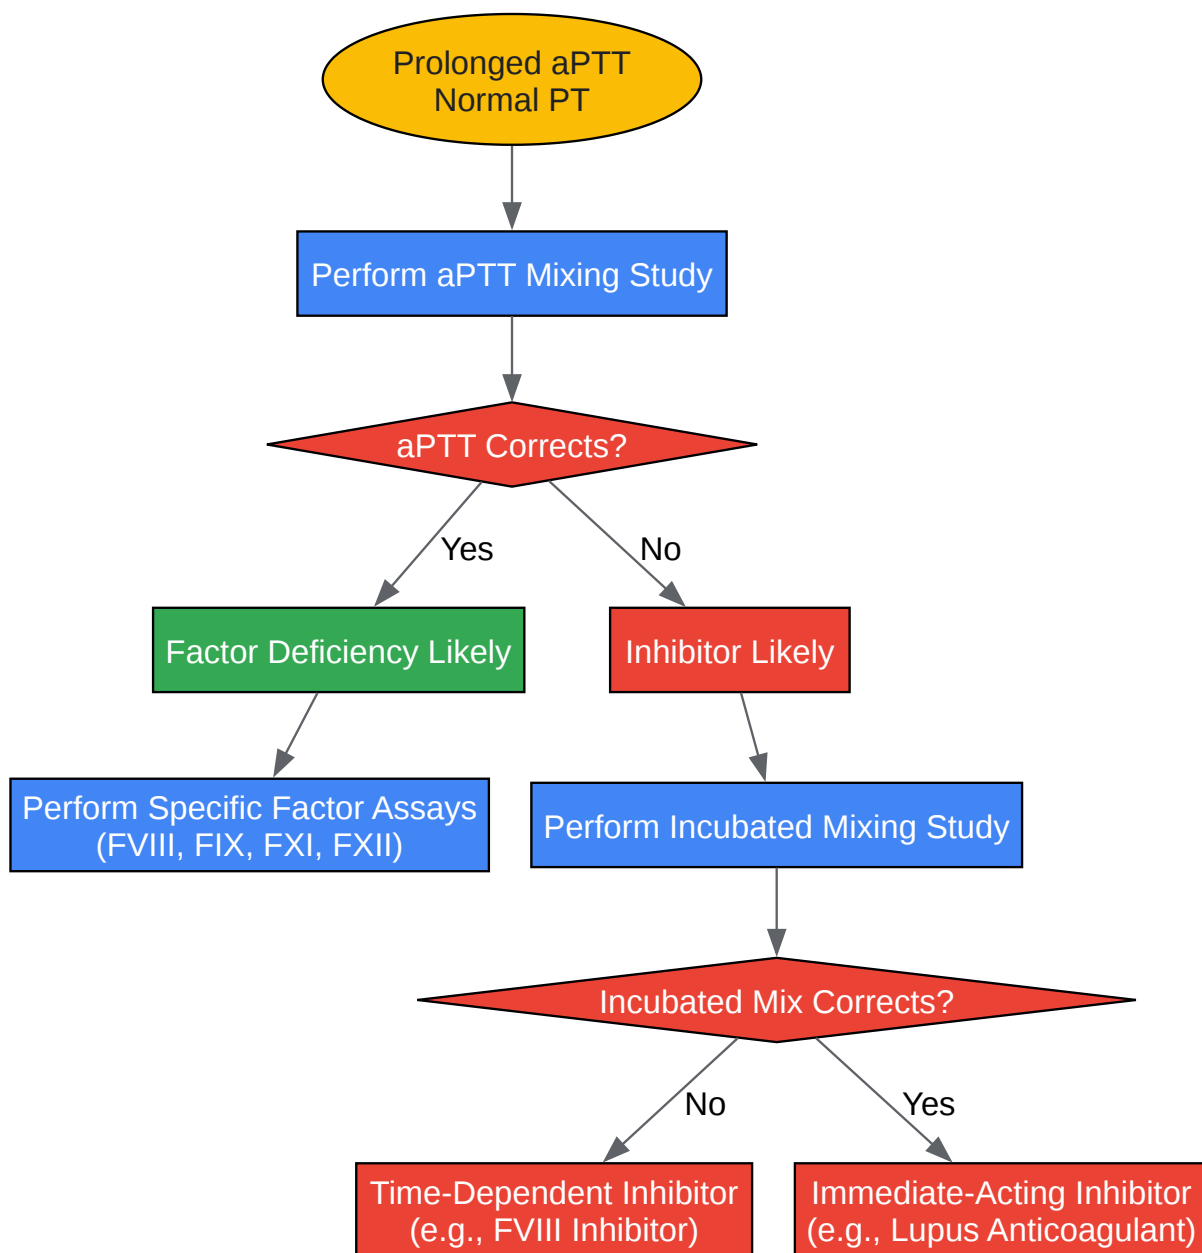 Prolonged aPTT
Normal PT
Perform aPTT Mixing Study
aPTT Corrects?
Yes
No
Factor Deficiency Likely
Inhibitor Likely
Perform Specific Factor Assays
(FVIII, FIX, FXI, FXII)
Perform Incubated Mixing Study
Incubated Mix Corrects?
No
Yes
Time-Dependent Inhibitor
(e.g., FVIII Inhibitor)
Immediate-Acting Inhibitor
(e.g., Lupus Anticoagulant)